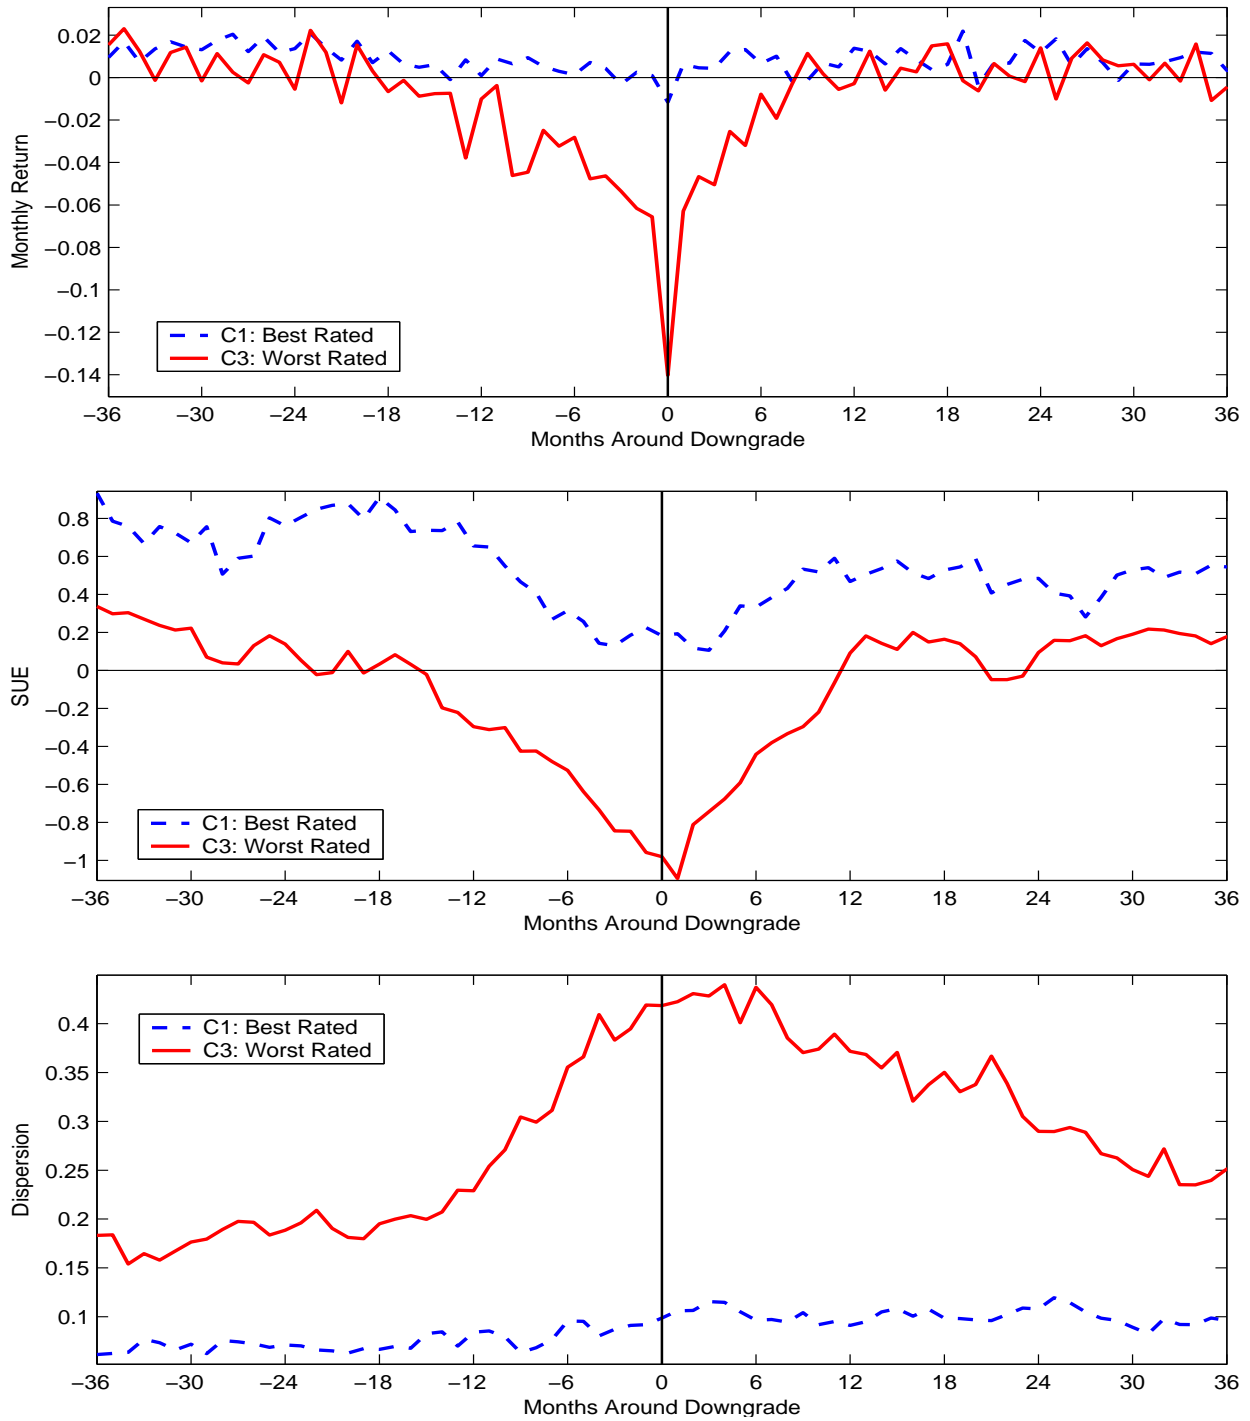 0.02
0
−0.02
−0.04
−0.06
−0.08
−0.1
−0.12
−0.14
Monthly Return
C1: Best Rated
C3: Worst Rated
−36 −30 −24 −18 −12 −6 0 6 12 18 24 30 36
Months Around Downgrade
0.8
0.6
0.4
0.2
0
−0.2
−0.4
−0.6
−0.8
−1
SUE
C1: Best Rated
C3: Worst Rated
−36 −30 −24 −18 −12 −6 0 6 12 18 24 30 36
Months Around Downgrade
0.4
0.35
0.3
0.25
0.2
0.15
0.1
Dispersion
C1: Best Rated
C3: Worst Rated
−36 −30 −24 −18 −12 −6 0 6 12 18 24 30 36
Months Around Downgrade